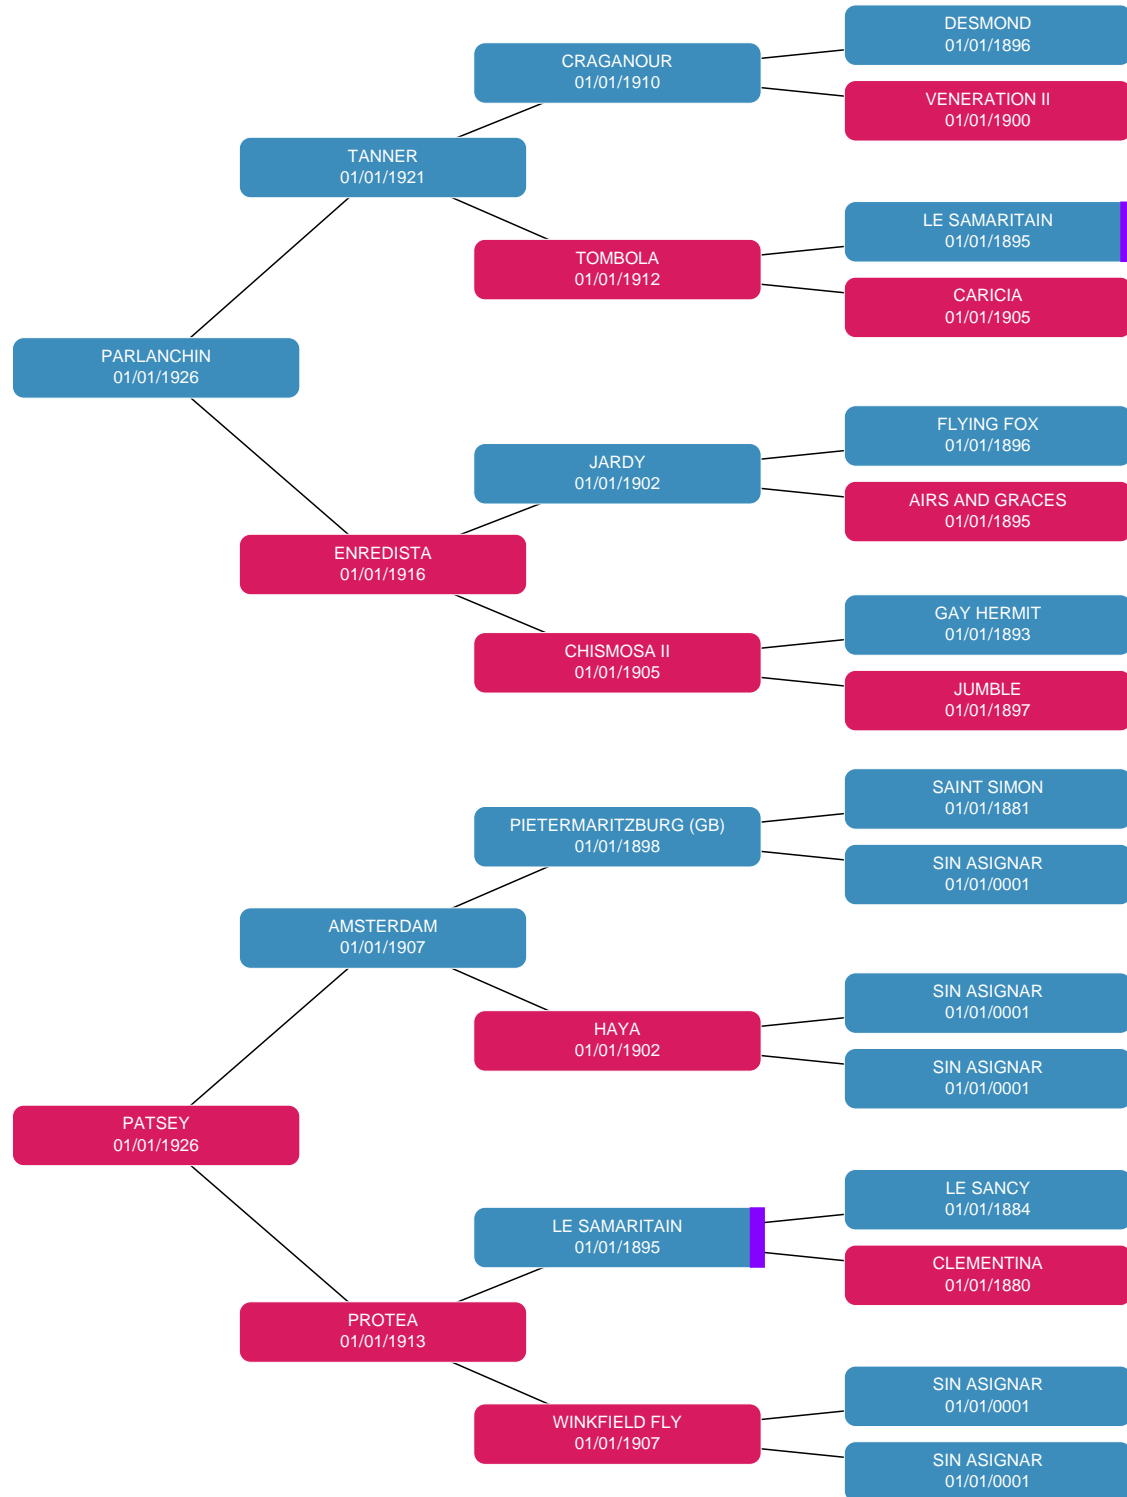 DESMOND
01/01/1896
CRAGANOUR
01/01/1910
VENERATION II
01/01/1900
TANNER
01/01/1921
LE SAMARITAIN
01/01/1895
TOMBOLA
01/01/1912
CARICIA
01/01/1905
PARLANCHIN
01/01/1926
FLYING FOX
01/01/1896
JARDY
01/01/1902
AIRS AND GRACES
01/01/1895
ENREDISTA
01/01/1916
GAY HERMIT
01/01/1893
CHISMOSA II
01/01/1905
JUMBLE
01/01/1897
SAINT SIMON
01/01/1881
PIETERMARITZBURG (GB)
01/01/1898
SIN ASIGNAR
01/01/0001
AMSTERDAM
01/01/1907
SIN ASIGNAR
01/01/0001
HAYA
01/01/1902
SIN ASIGNAR
01/01/0001
PATSEY
01/01/1926
LE SANCY
01/01/1884
LE SAMARITAIN
01/01/1895
CLEMENTINA
01/01/1880
PROTEA
01/01/1913
SIN ASIGNAR
01/01/0001
WINKFIELD FLY
01/01/1907
SIN ASIGNAR
01/01/0001